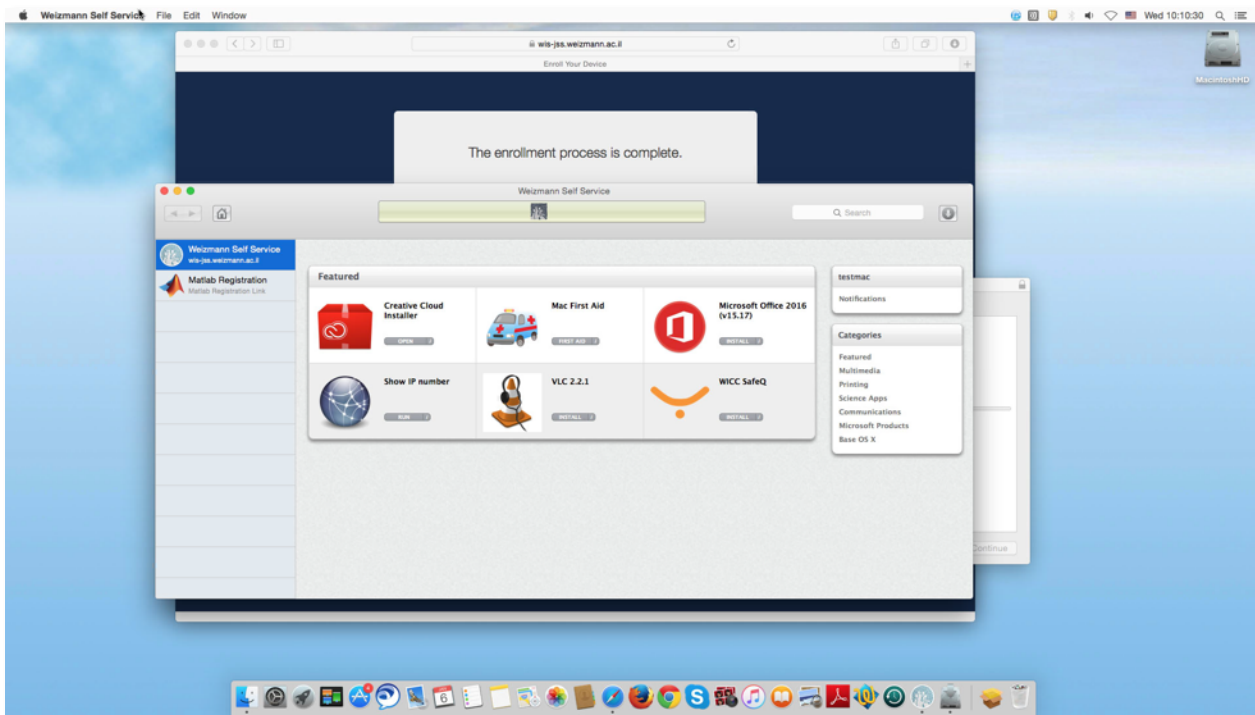 Weizmann Self Service File Edit Window
Wed 10:10:30
wis-jss.weizmann.ac.il
Enroll Your Device
MacintoshHD
The enrollment process is complete.
Weizmann Self Service
Search
Weizmann Self Service
wis-jss.weizmann.ac.il
Matlab Registration
Matlab Registration Link
Featured
Creative Cloud
Installer
OPEN
Mac First Aid
FIRST AID
Microsoft Office 2016
(v15.17)
INSTALL
Show IP number
RUN
VLC 2.2.1
INSTALL
WICC SafeQ
INSTALL
testmac
Notifications
Categories
Featured
Multimedia
Printing
Science Apps
Communications
Microsoft Products
Base OS X
Continue
6